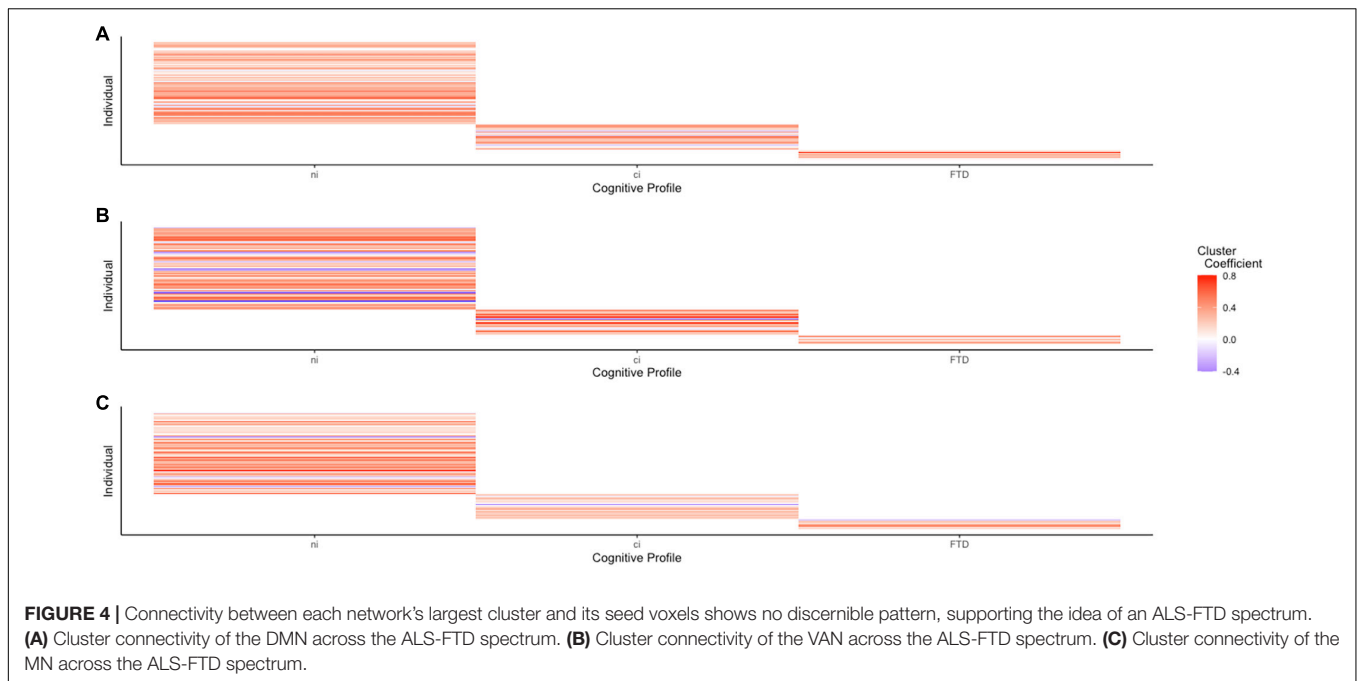 A
Individual
ni
ci
FTD
Cognitive Profile
B
Individual
ni
ci
FTD
Cognitive Profile
Cluster
Coefficient
0.8
0.4
0.0
-0.4
C
Individual
ni
ci
FTD
Cognitive Profile
FIGURE 4 | Connectivity between each network's largest cluster and its seed voxels shows no discernible pattern, supporting the idea of an ALS-FTD spectrum.
(A) Cluster connectivity of the DMN across the ALS-FTD spectrum. (B) Cluster connectivity of the VAN across the ALS-FTD spectrum. (C) Cluster connectivity of the
MN across the ALS-FTD spectrum.